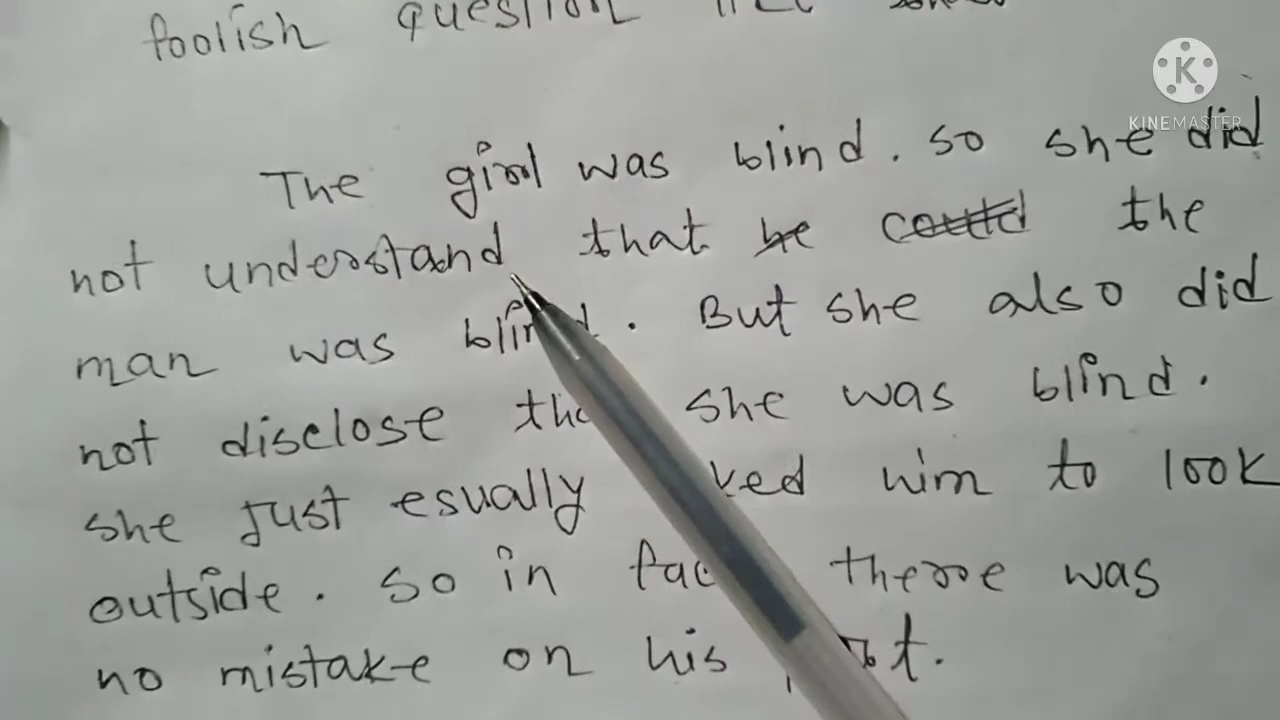 foolish question
KINEMASTER
The girl was blind. so she did
not understand that he could the
man was blind. But she also did
not disclose she was blind.
she just esually him to look
outside. so in there was
no mistake on his